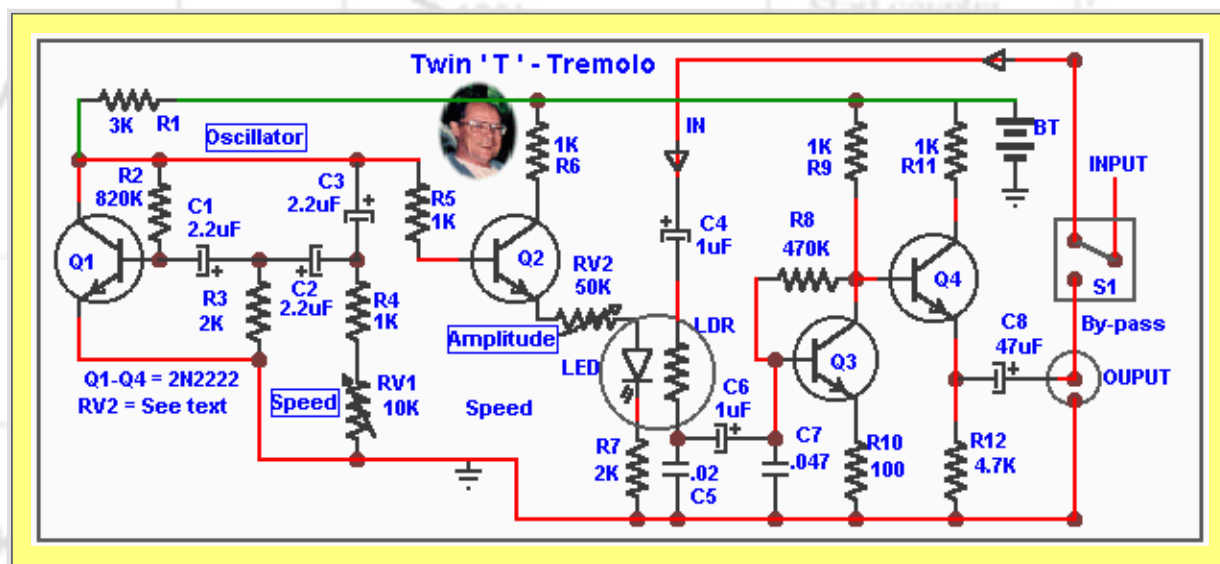 Twin ' T ' - Tremolo
3K R1
Oscillator
R2
820K
C1
2.2uF
C3
2.2uF
R5
1K
1K
R6
IN
1K
R9
1K
R11
BT
INPUT
Q1
R3
2K
C2
2.2uF
R4
1K
Q2
RV2
50K
C4
1uF
R8
470K
Q4
S1
By-pass
Amplitude
LED
LDR
Q3
C8
47uF
OUPUT
Q1-Q4 = 2N2222
RV2 = See text
Speed
RV1
10K
Speed
C6
1uF
R7
2K
.02
C5
C7
.047
R10
100
R12
4.7K
+
+
+
+
+
+